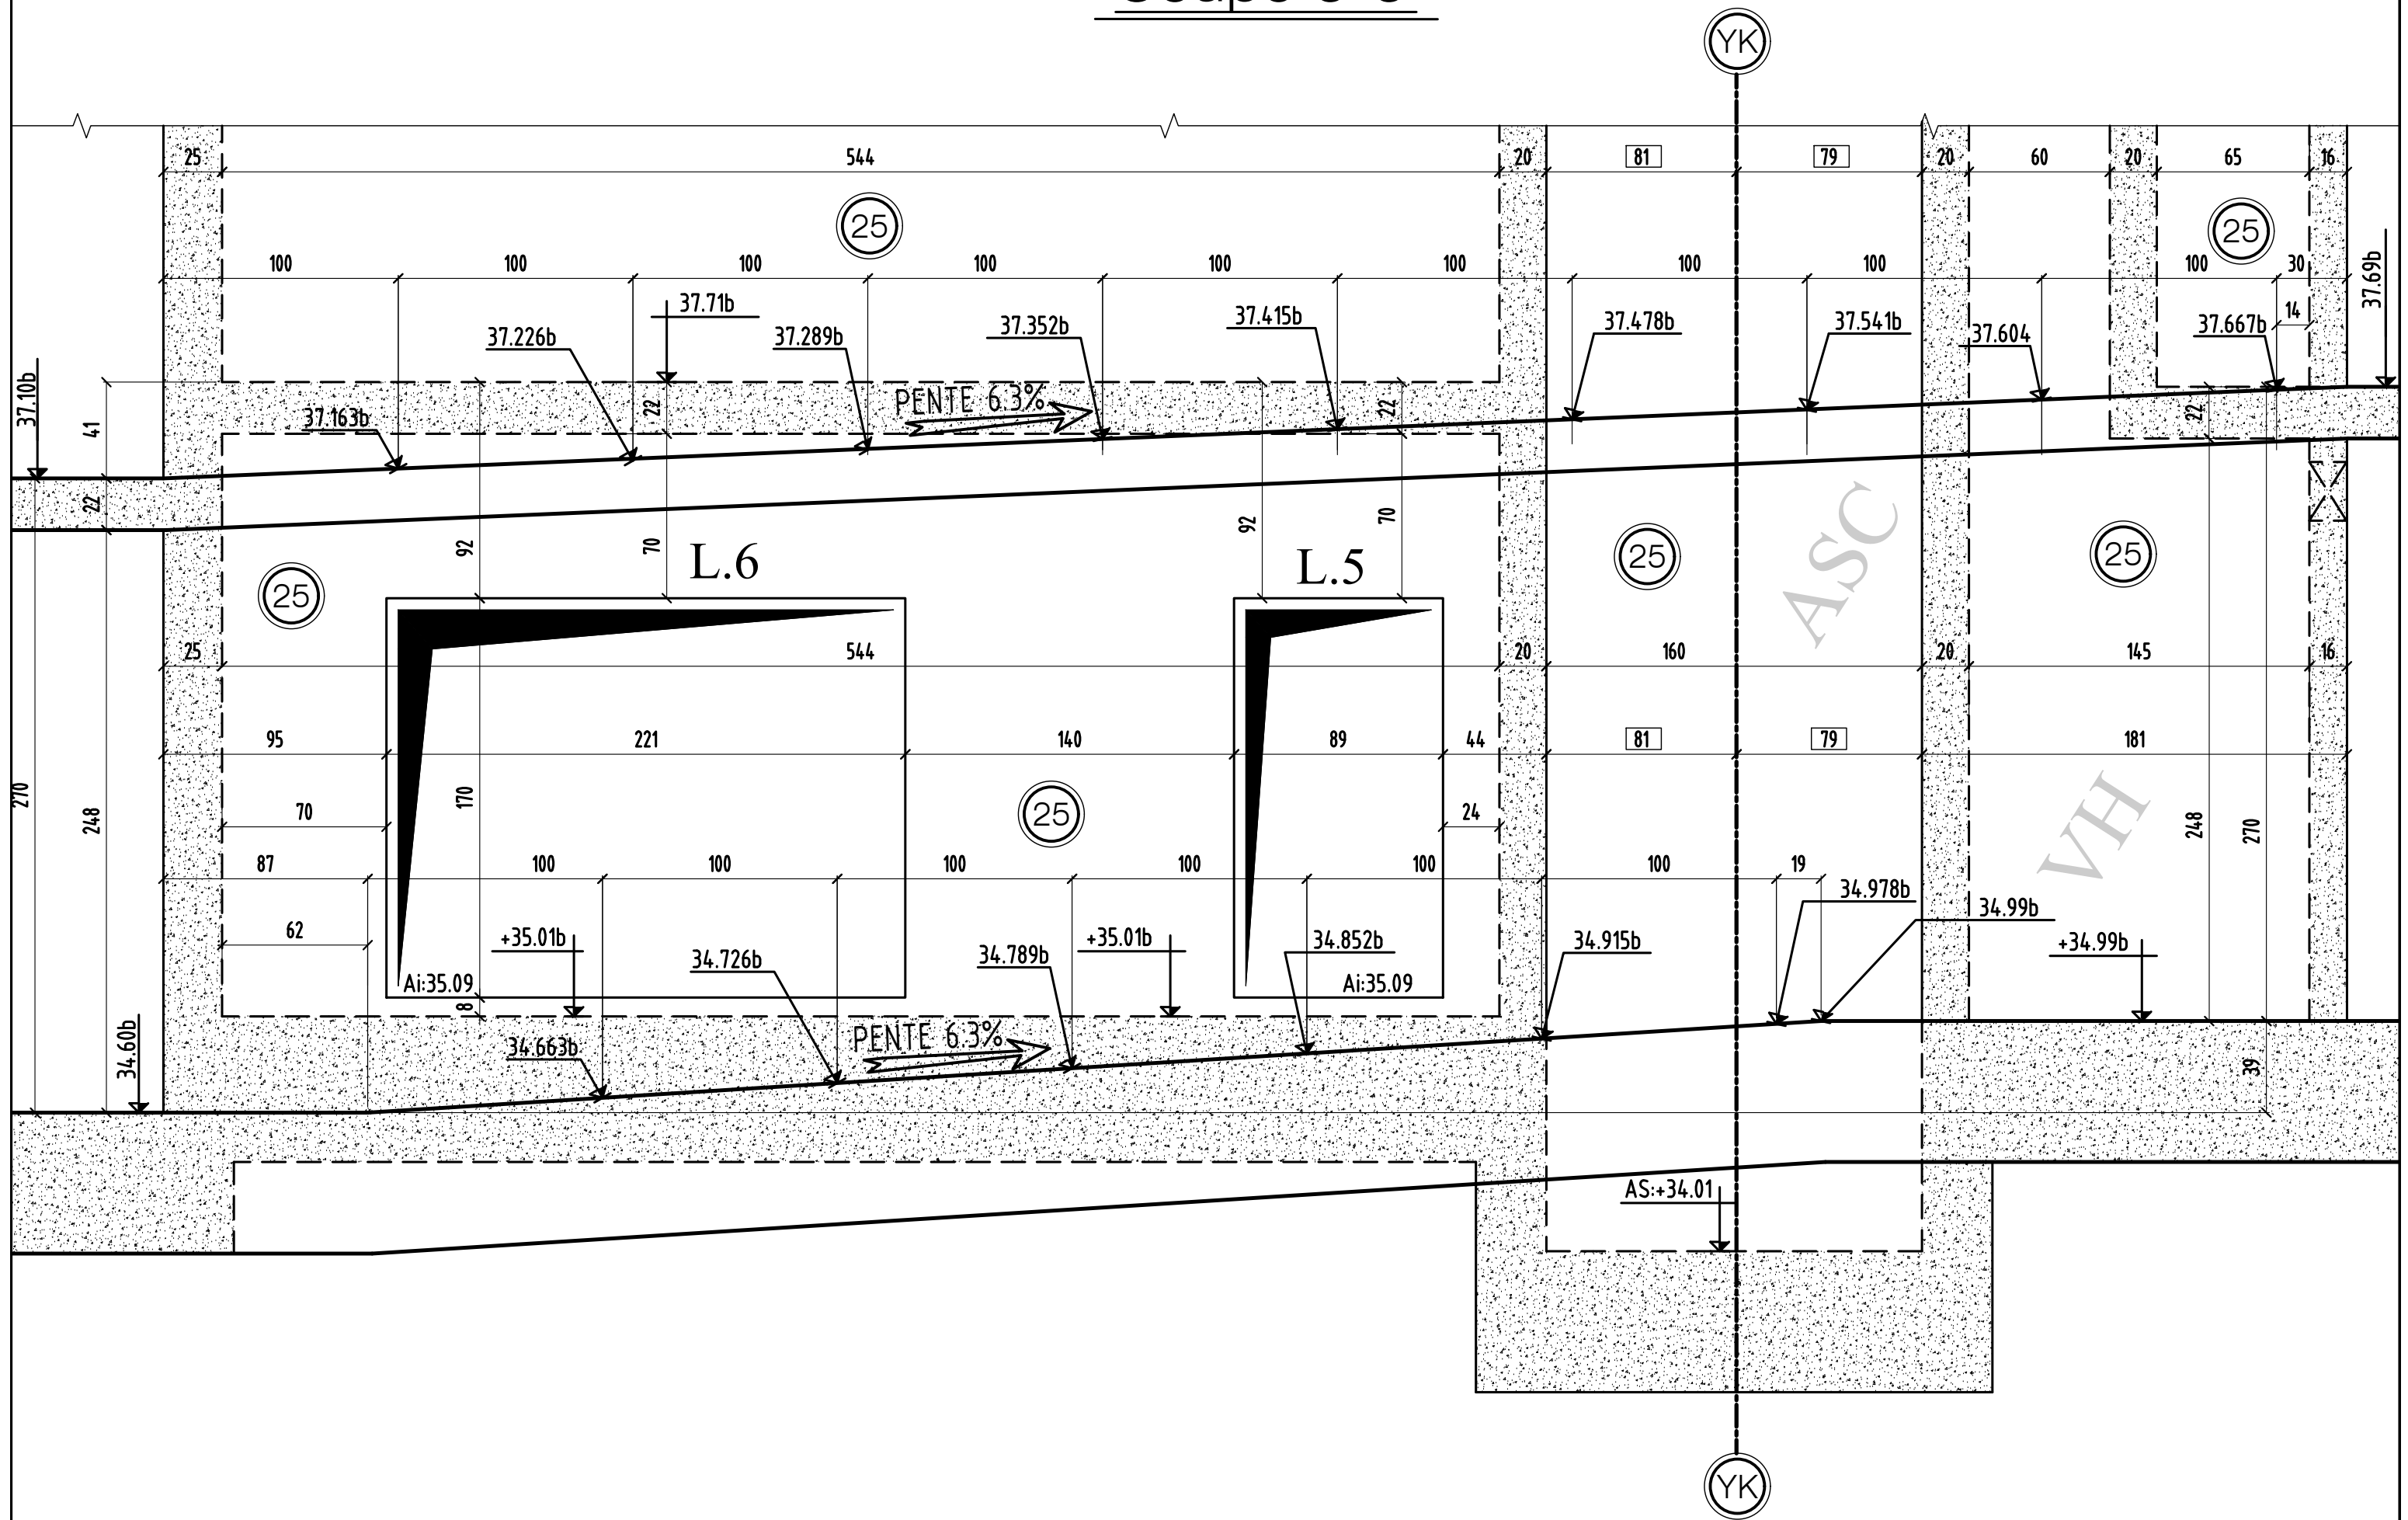 YK
25 544 20 81 79 20 60 20 65 16
25
25
100 100 100 100 100 100 100 100 100 30
37.69b
14
37.71b
37.226b
37.289b
37.352b
37.415b
37.478b
37.541b
37.604
37.667b
37.10b
41
37.163b
22
PENTE 6.3%
22
22
22
92
70
L.6
92
70
L.5
25
25
25
ASC
25 544 20 160 20 145 16
95 221 140 89 44 81 79 181
270
248
70
170
25
24
248
270
VH
87 100 100 100 100 100 100 19
34.978b
34.99b
62
+35.01b
34.726b
34.789b
+35.01b
34.852b
34.915b
+34.99b
Ai:35.09
8
Ai:35.09
34.60b
34.663b
PENTE 6.3%
39
AS:+34.01
YK